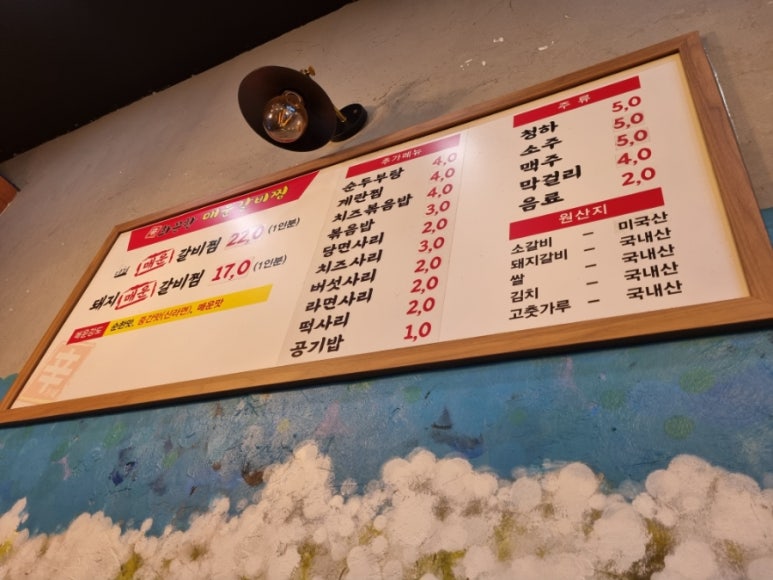 매운갈비찜
매운 갈비찜 22,0 (1인분)
돼지 매운 갈비찜 17,0 (1인분)
매운강도 순한맛, 중간맛(신라면), 매운맛
추가메뉴
순두부탕 4,0
계란찜 4,0
치즈볶음밥 4,0
볶음밥 3,0
당면사리 2,0
치즈사리 3,0
버섯사리 2,0
라면사리 2,0
떡사리 2,0
공기밥 1,0
주류
청하 5,0
소주 5,0
맥주 5,0
막걸리 4,0
음료 2,0
원산지
소갈비 - 미국산
돼지갈비 - 국내산
쌀 - 국내산
김치 - 국내산
고춧가루 - 국내산